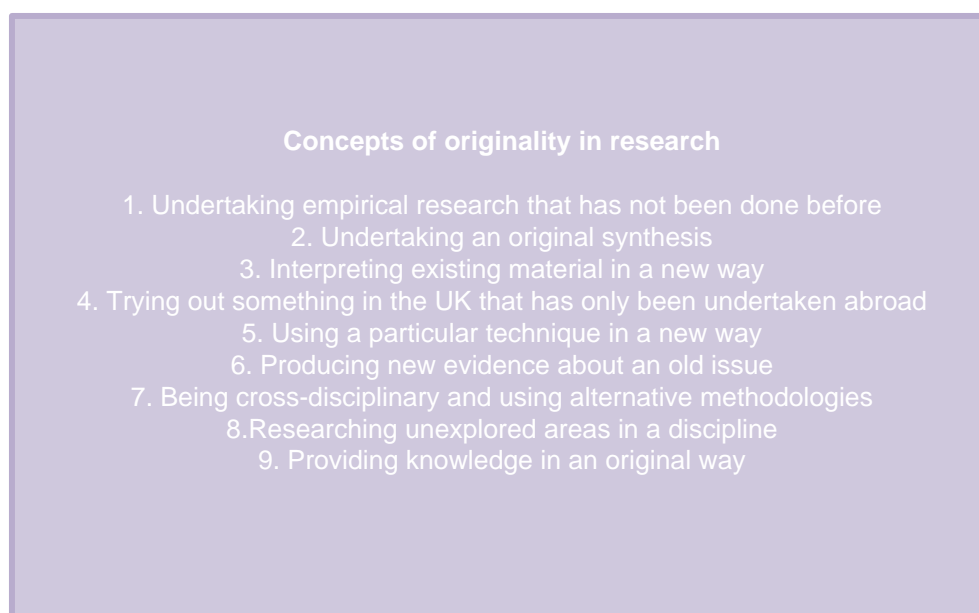 Concepts of originality in research
1. Undertaking empirical research that has not been done before
2. Undertaking an original synthesis
3. Interpreting existing material in a new way
4. Trying out something in the UK that has only been undertaken abroad
5. Using a particular technique in a new way
6. Producing new evidence about an old issue
7. Being cross-disciplinary and using alternative methodologies
8.Researching unexplored areas in a discipline
9. Providing knowledge in an original way